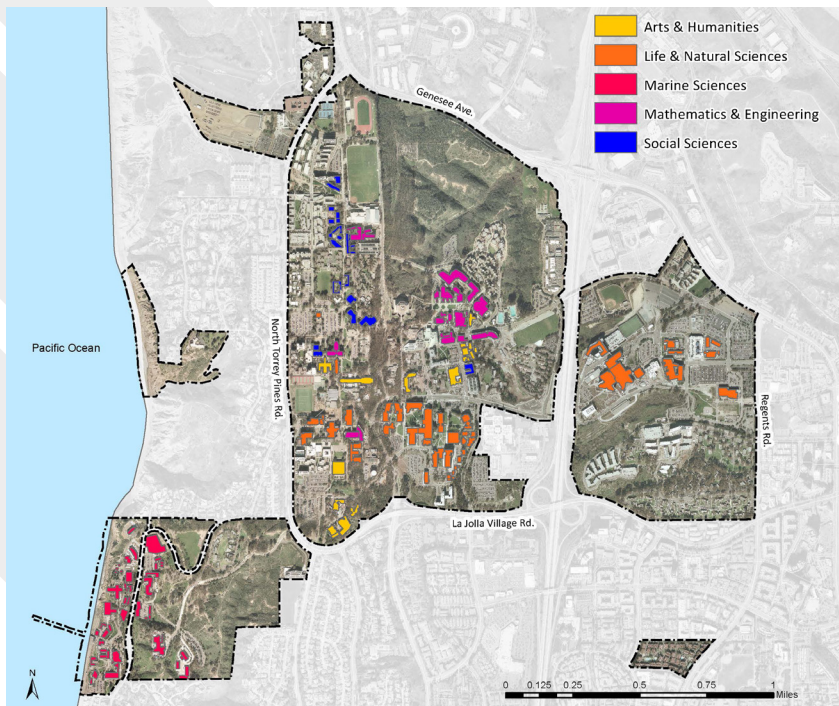 Arts & Humanities
Life & Natural Sciences
Marine Sciences
Mathematics & Engineering
Social Sciences
Genesee Ave.
North Torrey Pines Rd.
Pacific Ocean
Regents Rd.
La Jolla Village Rd.
N
0 0.125 0.25 0.5 0.75 1
Miles